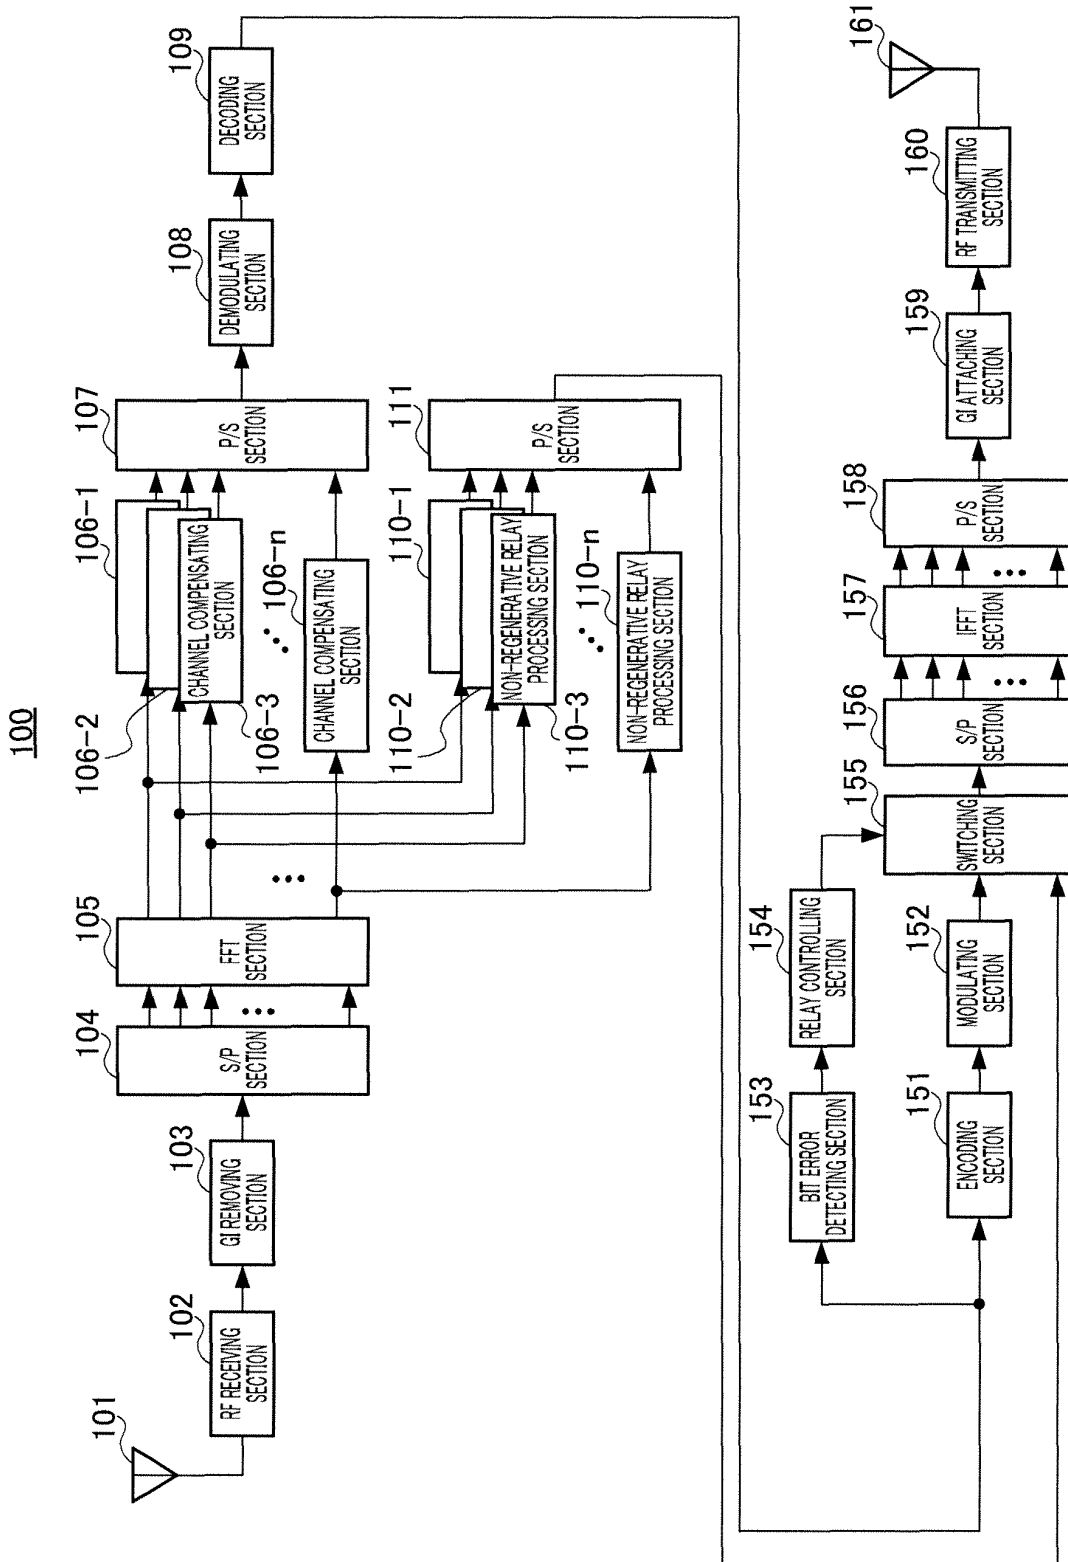 100
101
102
RF RECEIVING
SECTION
103
GI REMOVING
SECTION
104
S/P
SECTION
105
FFT
SECTION
106-1
106-2
CHANNEL COMPENSATING
SECTION
106-3
106-n
CHANNEL COMPENSATING
SECTION
107
P/S
SECTION
108
DEMODULATING
SECTION
109
DECODING
SECTION
110-1
110-2
NON-REGENERATIVE RELAY
PROCESSING SECTION
110-3
110-n
NON-REGENERATIVE RELAY
PROCESSING SECTION
111
P/S
SECTION
153
BIT ERROR
DETECTING SECTION
154
RELAY CONTROLLING
SECTION
151
ENCODING
SECTION
152
MODULATING
SECTION
155
SWITCHING
SECTION
156
S/P
SECTION
157
IFFT
SECTION
158
P/S
SECTION
159
GI ATTACHING
SECTION
160
RF TRANSMITTING
SECTION
161